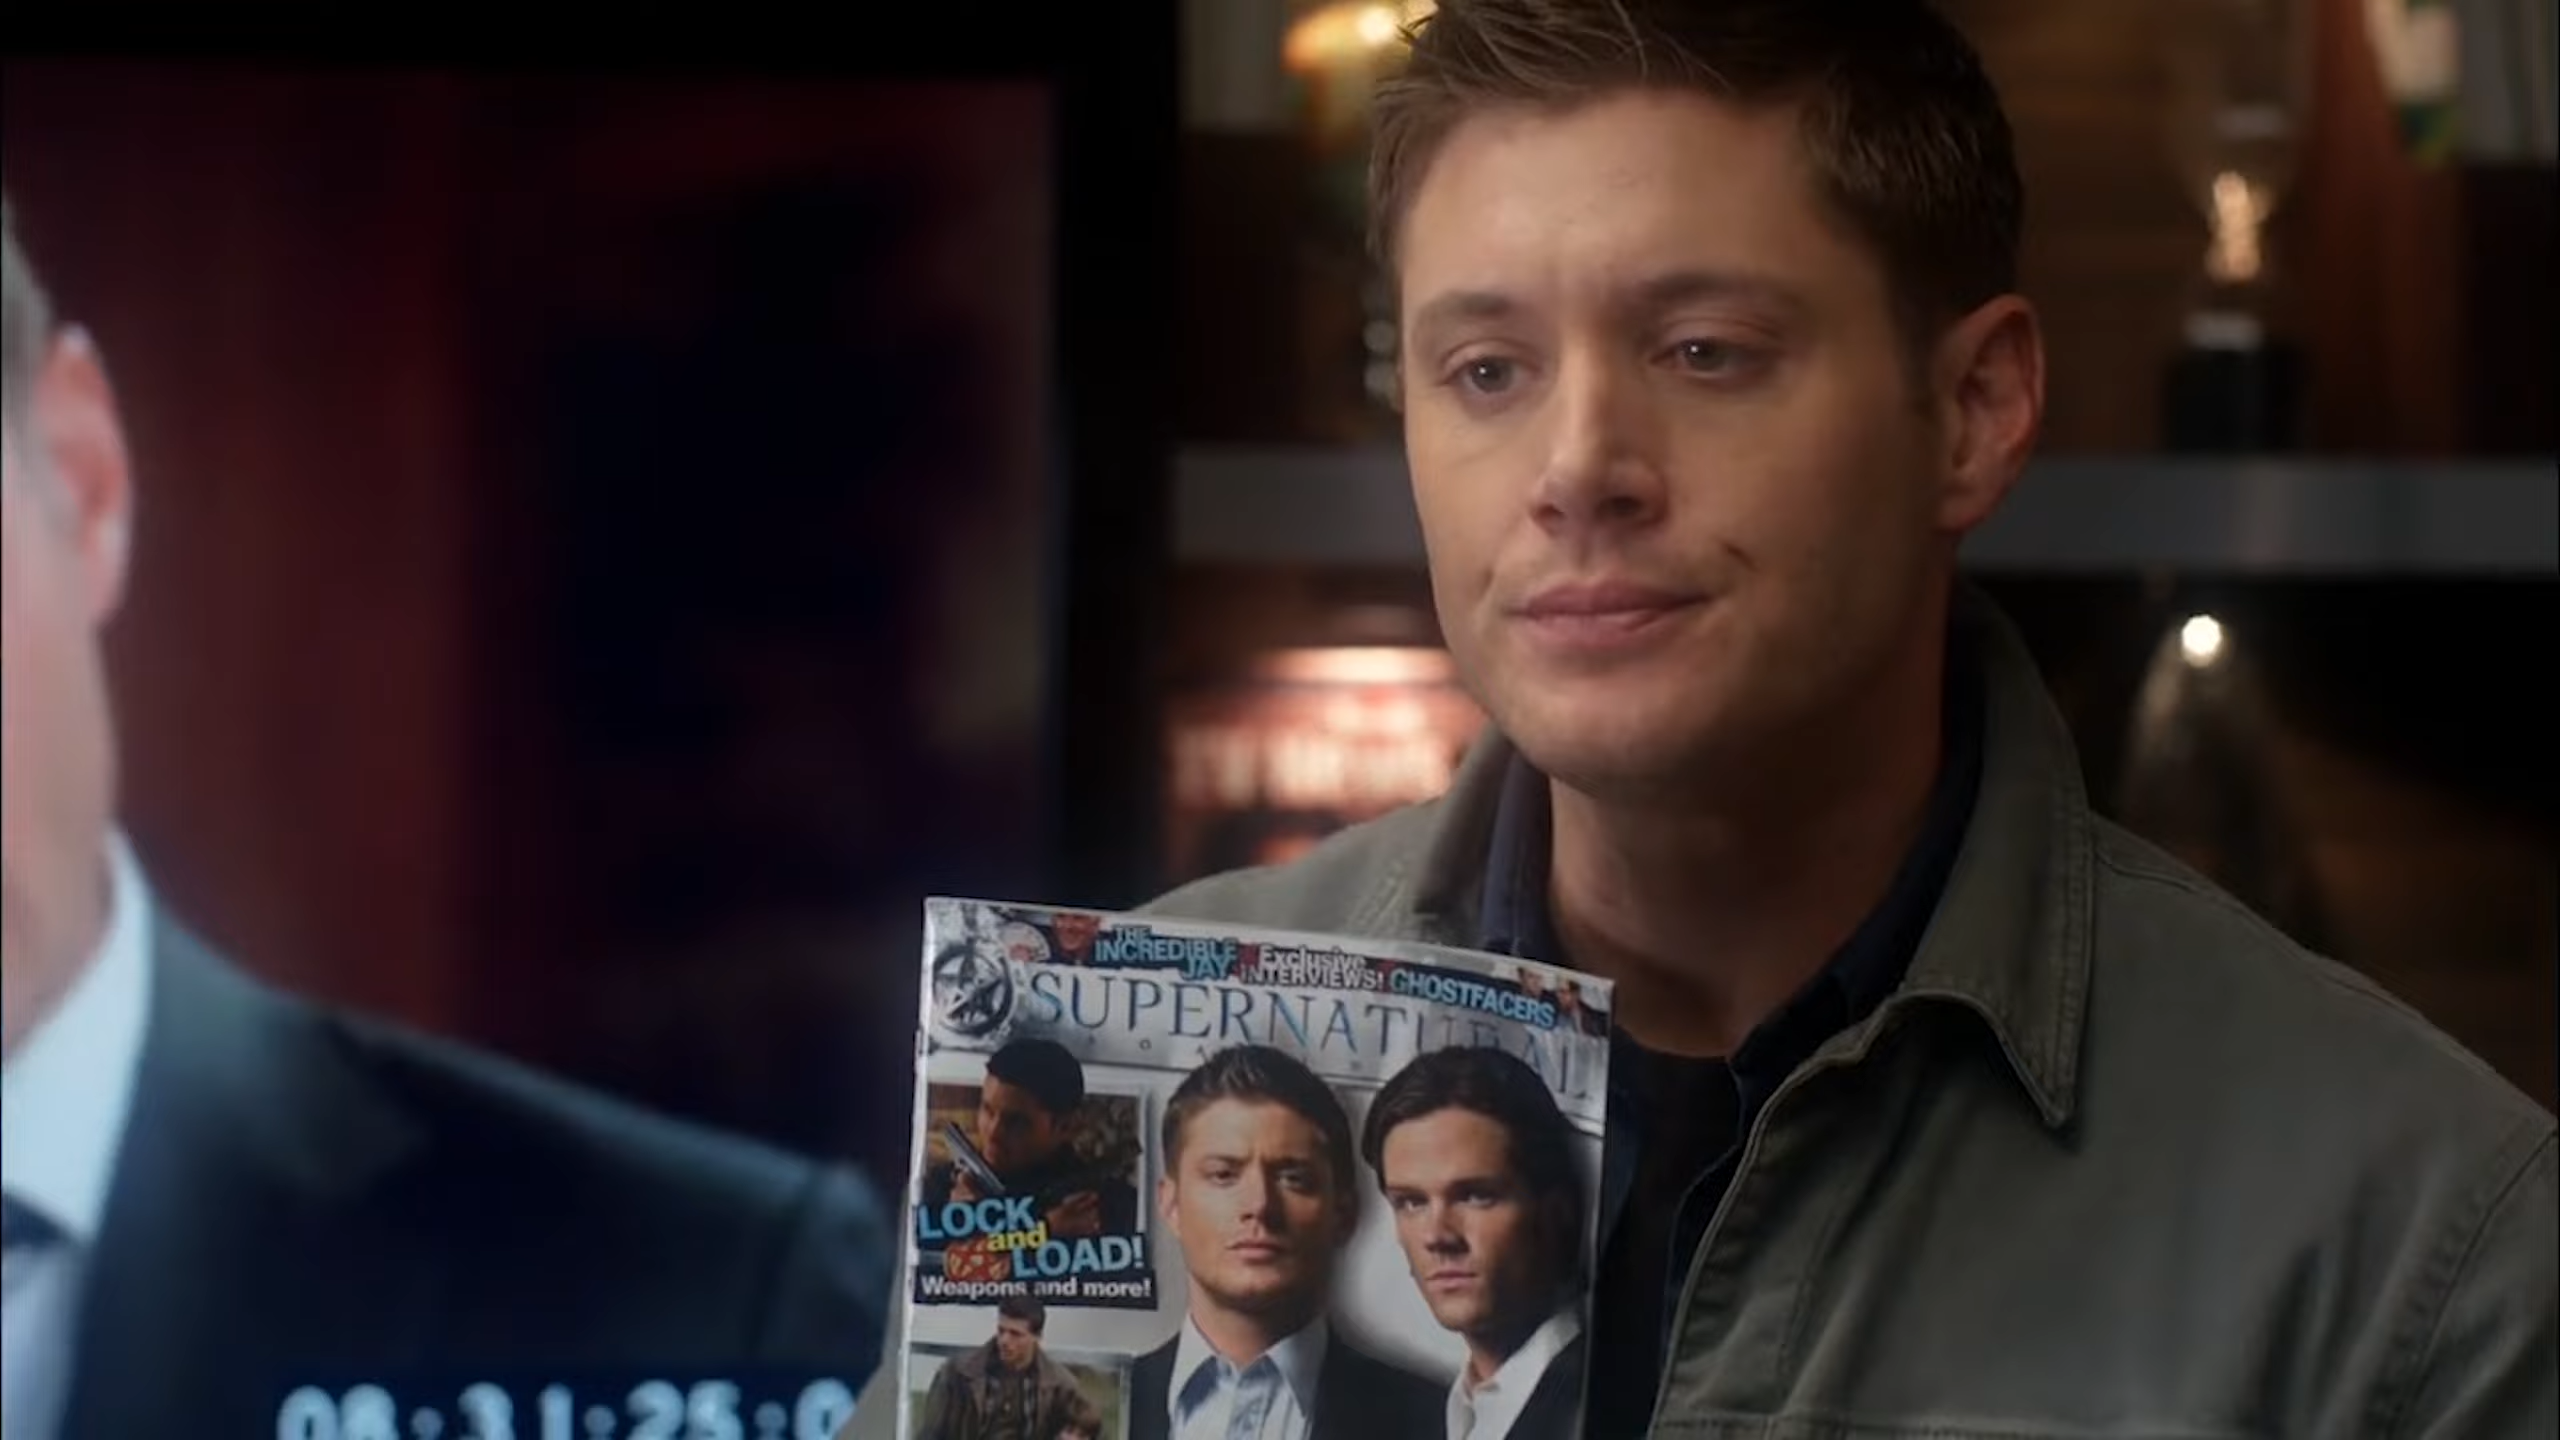 THE
INCREDIBLE
JAY
Exclusive
INTERVIEWS!
GHOSTFACERS
SUPERNATURAL
LOCK
and
LOAD!
Weapons and more!